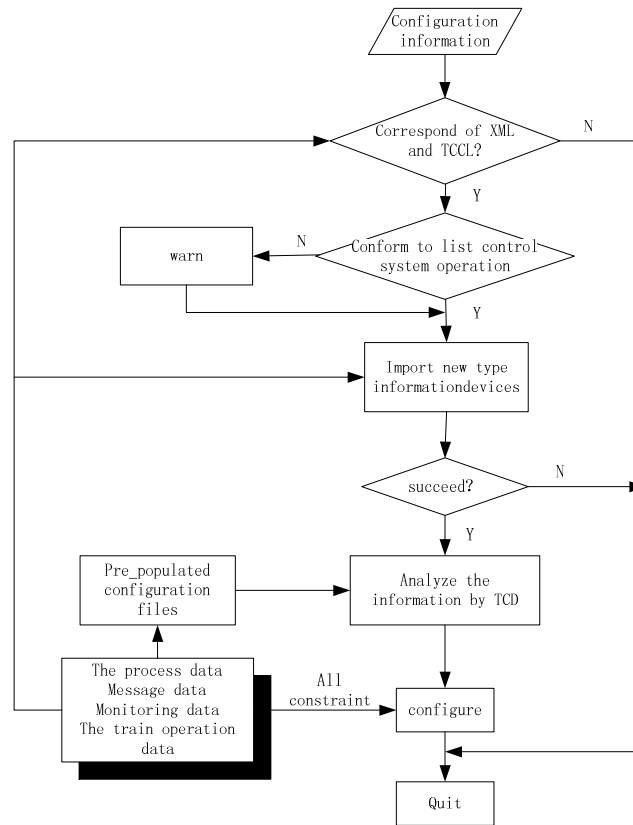 Configuration
information
Correspond of XML
and TCCL?
N
Y
Conform to list control
system operation
N
warn
Y
Import new type
informationdevices
succeed?
N
Y
Pre_populated
configuration
files
Analyze the
information by TCD
The process data
Message data
Monitoring data
The train operation
data
All
constraint
configure
Quit